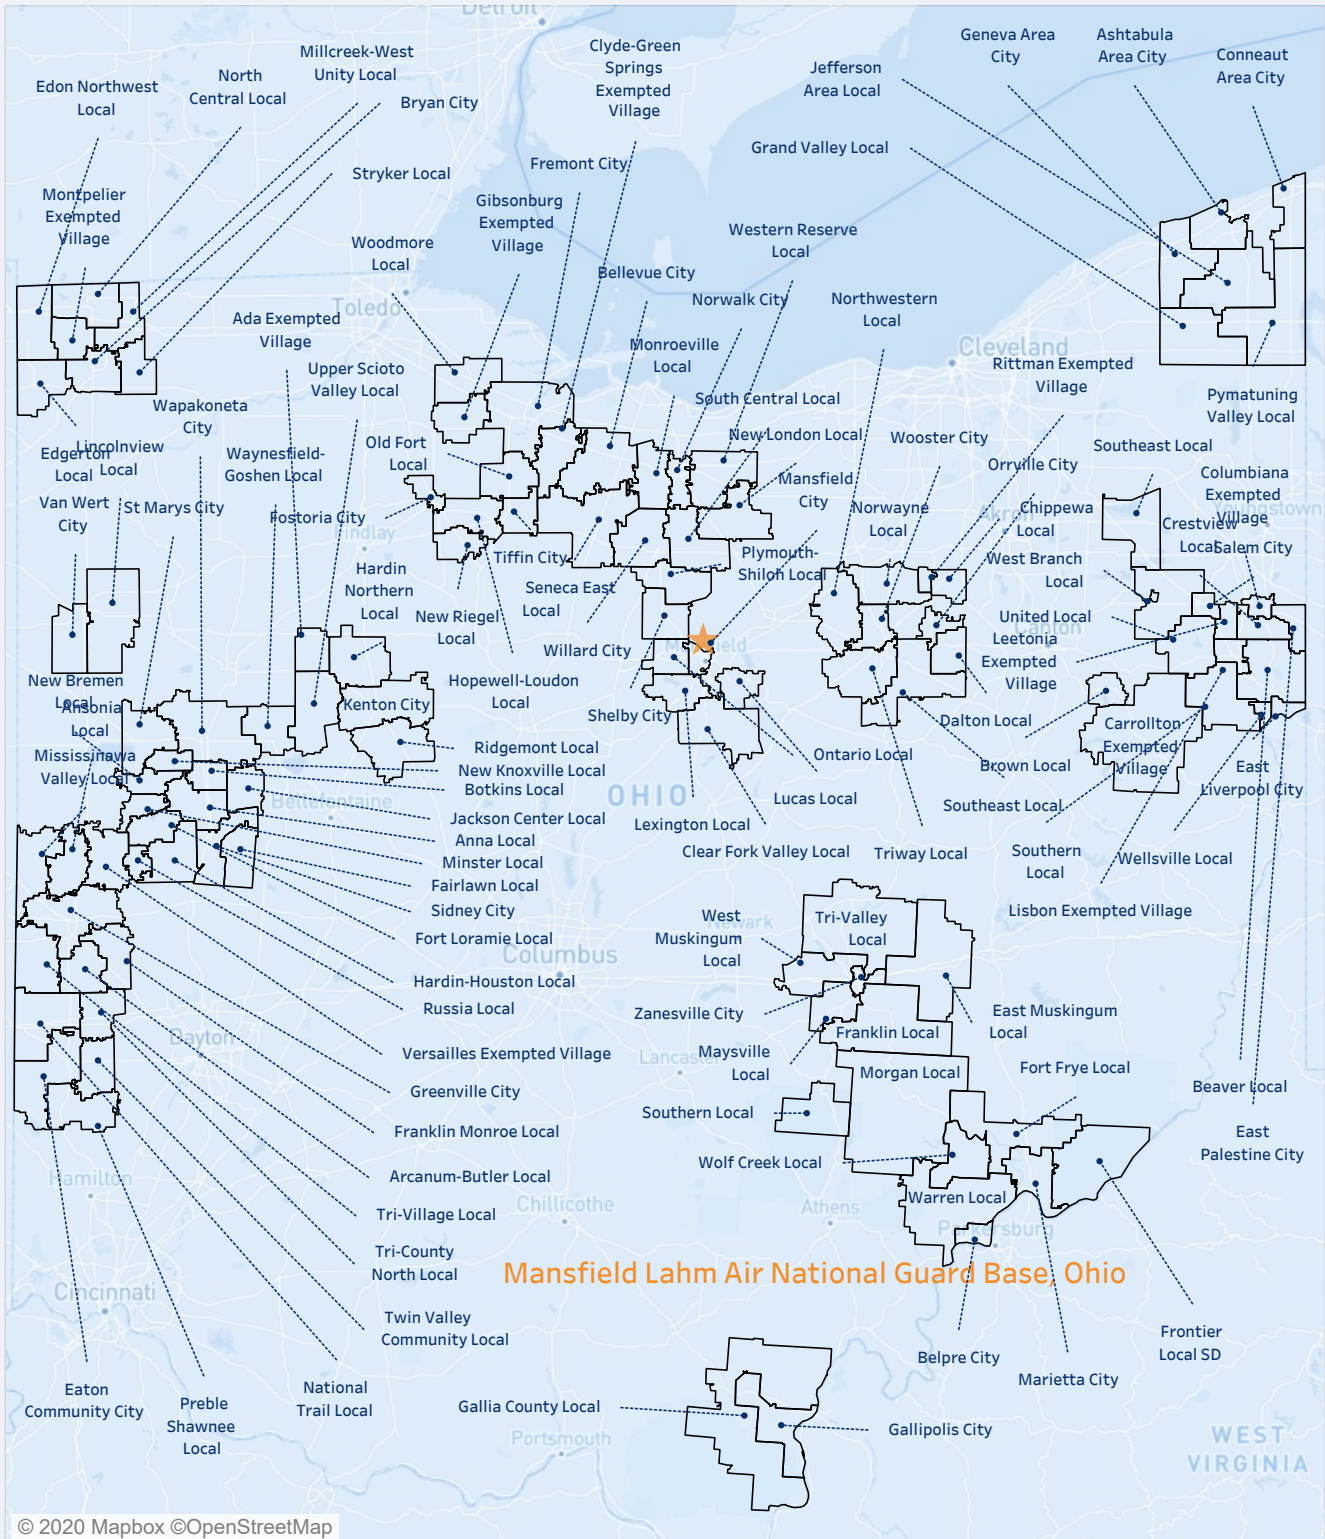 Detroit
Edon Northwest
Local
North
Central Local
Millcreek-West
Unity Local
Bryan City
Clyde-Green
Springs
Exempted
Village
Jefferson
Area Local
Geneva Area
City
Ashtabula
Area City
Conneaut
Area City
Grand Valley Local
Stryker Local
Fremont City
Montpelier
Exempted
Village
Gibsonburg
Exempted
Village
Woodmore
Local
Western Reserve
Local
Bellevue City
Norwalk City
Northwestern
Local
Toledo
Ada Exempted
Village
Monroeville
Local
Cleveland
Rittman Exempted
Village
Upper Scioto
Valley Local
South Central Local
Pymatuning
Valley Local
Wapakoneta
City
Edgerton
Local
Lincolnview
Local
Waynesfield-
Goshen Local
Old Fort
Local
New London Local
Wooster City
Southeast Local
Orrville City
Columbiana
Exempted
Village
Mansfield
City
Van Wert
City
St Marys City
Fostoria City
Norwayne
Local
Akron
Chippewa
Local
Youngstown
Crestview
Local
Salem City
Findlay
Tiffin City
Plymouth-
Shiloh Local
West Branch
Local
Hardin
Northern
Local
Seneca East
Local
New Riegel
Local
United Local
Canton
Leetonia
Exempted
Village
Willard City
Mansfield
New Bremen
Local
Ansonia
Local
Kenton City
Hopewell-Loudon
Local
Shelby City
Dalton Local
Carrollton
Exempted
Village
Mississinawa
Valley Local
Ridgemont Local
Ontario Local
Brown Local
East
Liverpool City
New Knoxville Local
Botkins Local
Bellefontaine
OHIO
Lucas Local
Southeast Local
Jackson Center Local
Lexington Local
Anna Local
Clear Fork Valley Local
Triway Local
Southern
Local
Wellsville Local
Minster Local
Fairlawn Local
Sidney City
Lisbon Exempted Village
West
Muskingum
Local
Newark
Tri-Valley
Local
Fort Loramie Local
Columbus
Hardin-Houston Local
Russia Local
Zanesville City
East Muskingum
Local
Dayton
Franklin Local
Versailles Exempted Village
Lancaster
Maysville
Local
Morgan Local
Fort Frye Local
Greenville City
Beaver Local
Southern Local
Franklin Monroe Local
East
Palestine City
Wolf Creek Local
Hamilton
Arcanum-Butler Local
Warren Local
Chillicothe
Athens
Tri-Village Local
Parkersburg
Tri-County
North Local
Mansfield Lahm Air National Guard Base, Ohio
Cincinnati
Twin Valley
Community Local
Frontier
Local SD
Belpre City
Marietta City
Eaton
Community City
Preble
Shawnee
Local
National
Trail Local
Gallia County Local
Gallipolis City
Portsmouth
WEST
VIRGINIA
© 2020 Mapbox ©OpenStreetMap